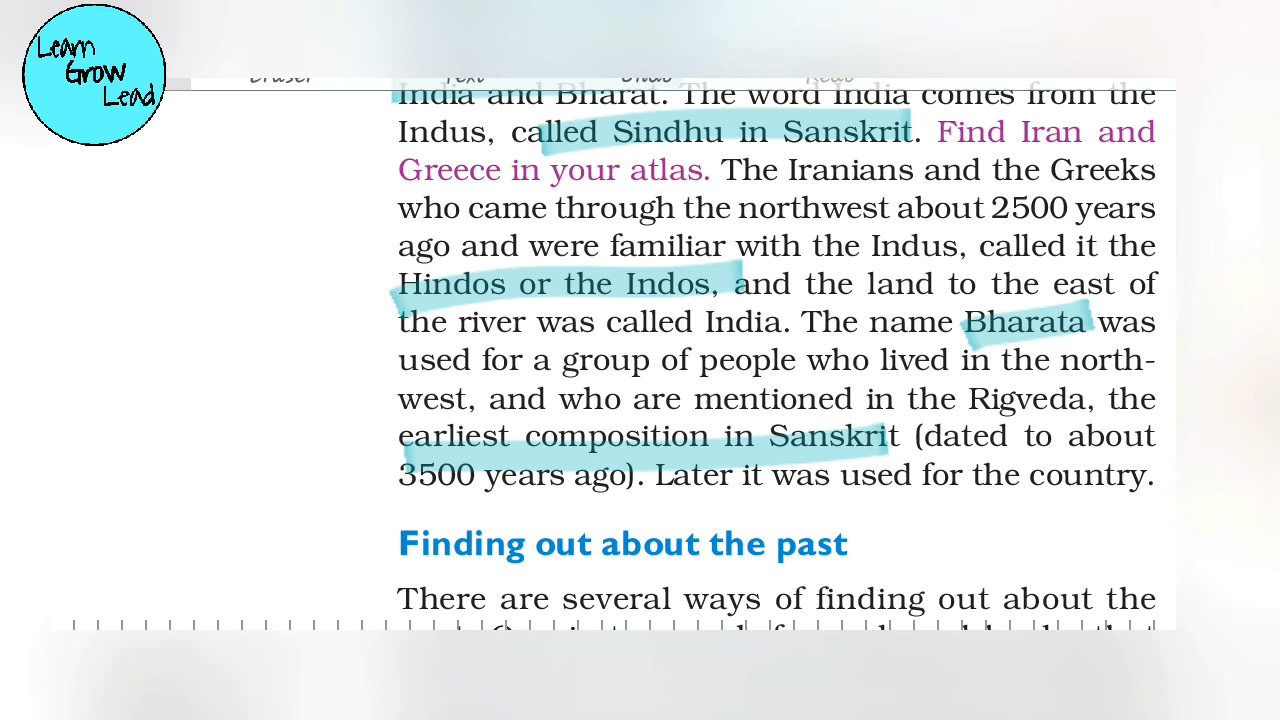 Learn
Grow
Lead
Eraser Text Undo Read
India and Bharat. The word India comes from the
Indus, called Sindhu in Sanskrit. Find Iran and
Greece in your atlas. The Iranians and the Greeks
who came through the northwest about 2500 years
ago and were familiar with the Indus, called it the
Hindos or the Indos, and the land to the east of
the river was called India. The name Bharata was
used for a group of people who lived in the north-
west, and who are mentioned in the Rigveda, the
earliest composition in Sanskrit (dated to about
3500 years ago). Later it was used for the country.
Finding out about the past
There are several ways of finding out about the